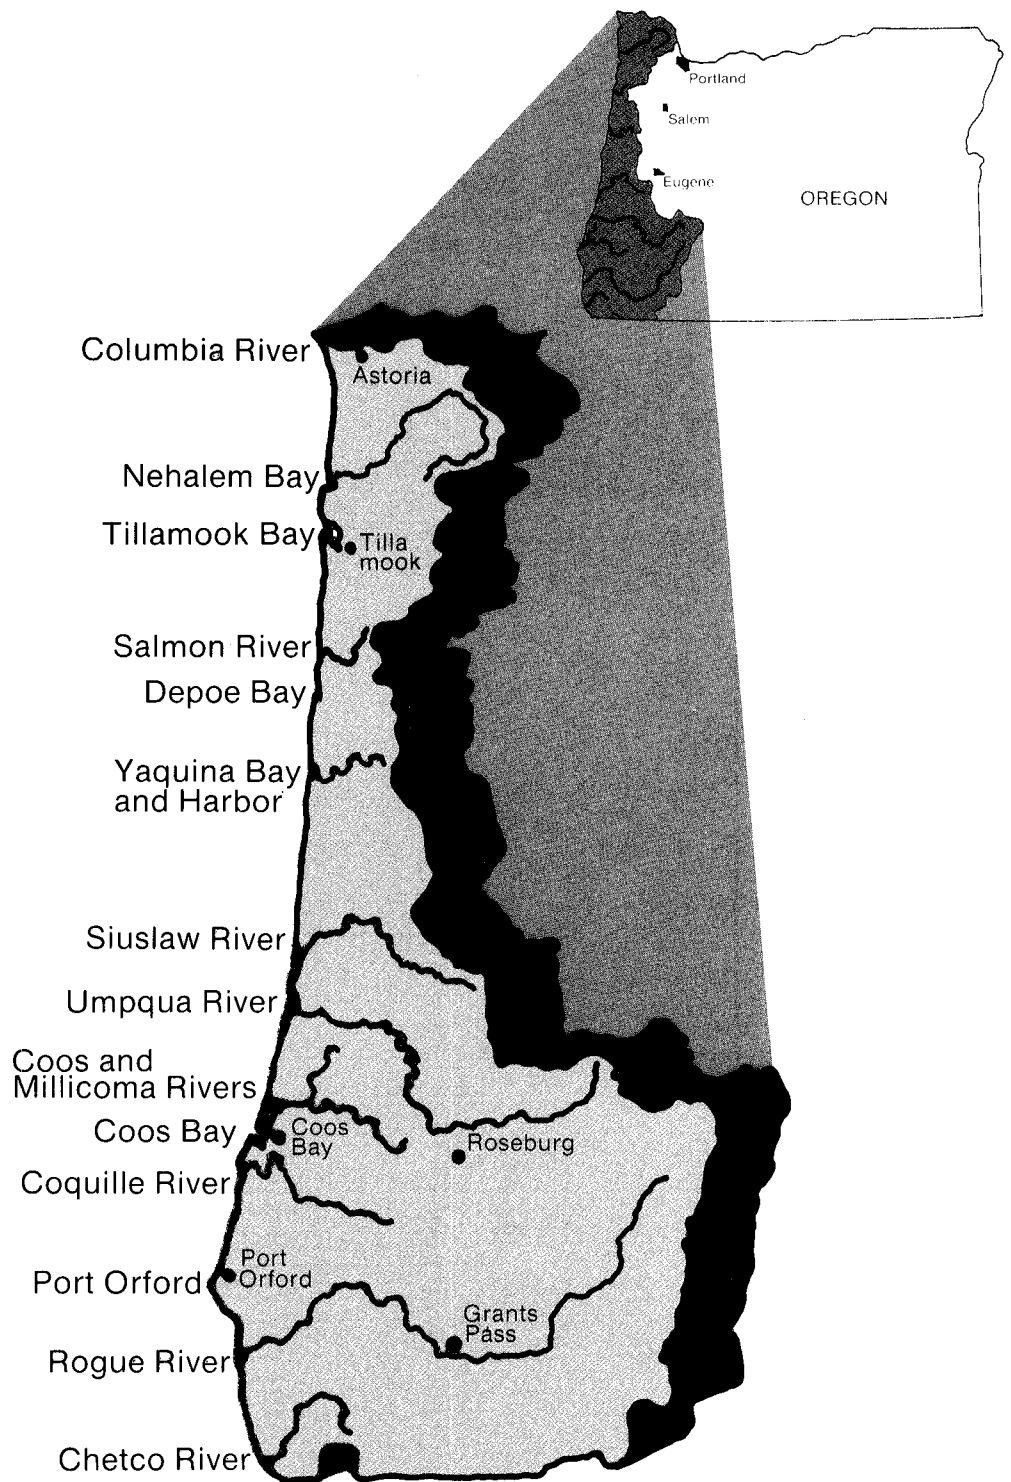 Portland
Salem
Eugene
OREGON
Columbia River
Astoria
Nehalem Bay
Tillamook Bay
Tilla
mook
Salmon River
Depoe Bay
Yaquina Bay
and Harbor
Siuslaw River
Umpqua River
Coos and
Millicoma Rivers
Coos Bay
Coos
Bay
Roseburg
Coquille River
Port
Orford
Port Orford
Grants
Pass
Rogue River
Chetco River